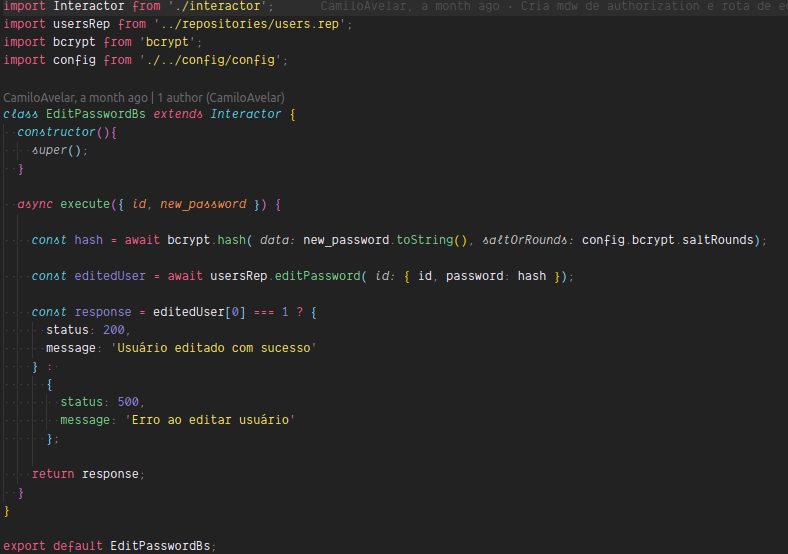 import Interactor from './interactor';    CamiloAvelar, a month ago · Cria mdw de authorization e rota de
import usersRep from '../repositories/users.rep';
import bcrypt from 'bcrypt';
import config from './../config/config';
CamiloAvelar, a month ago | 1 author (CamiloAvelar)
class EditPasswordBs extends Interactor {
  constructor(){
    super();
  }
  async execute({ id, new_password }) {
    const hash = await bcrypt.hash( data: new_password.toString(), saltOrRounds: config.bcrypt.saltRounds);
    const editedUser = await usersRep.editPassword( id: { id, password: hash });
    const response = editedUser[0] === 1 ? {
      status: 200,
      message: 'Usuário editado com sucesso'
    } :
      {
        status: 500,
        message: 'Erro ao editar usuário'
      };
    return response;
  }
}
export default EditPasswordBs;